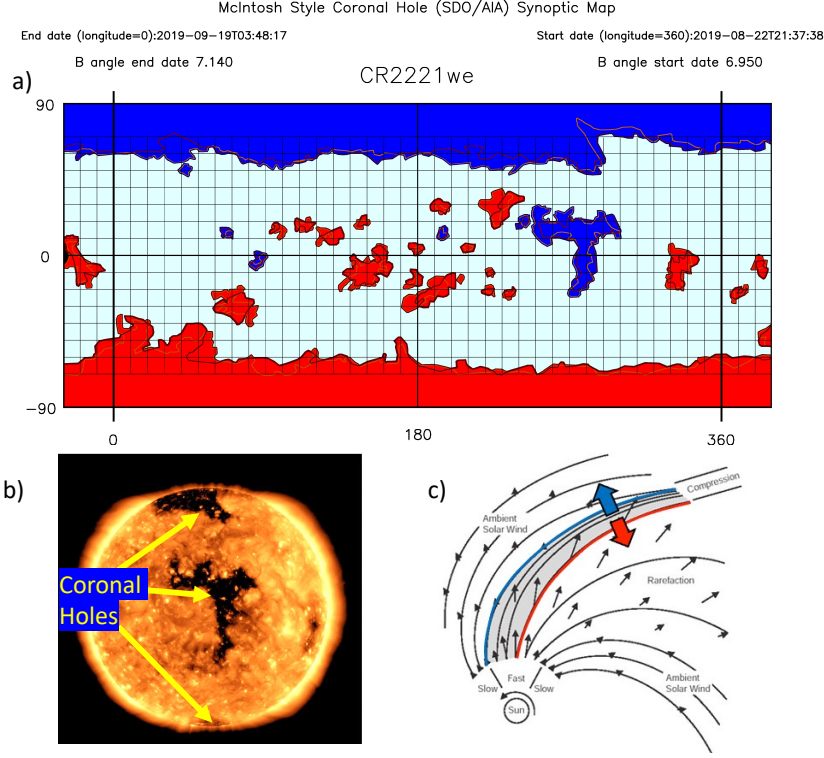 McIntosh Style Coronal Hole (SDO/AIA) Synoptic Map
End date (longitude=0):2019-09-19T03:48:17
Start date (longitude=360):2019-08-22T21:37:38
B angle end date 7.140
B angle start date 6.950
a)
CR2221we
90
0
-90
0
180
360
b)
Coronal
Holes
c)
Compression
Ambient
Solar Wind
Rarefaction
Fast
Slow
Slow
Ambient
Solar Wind
Sun